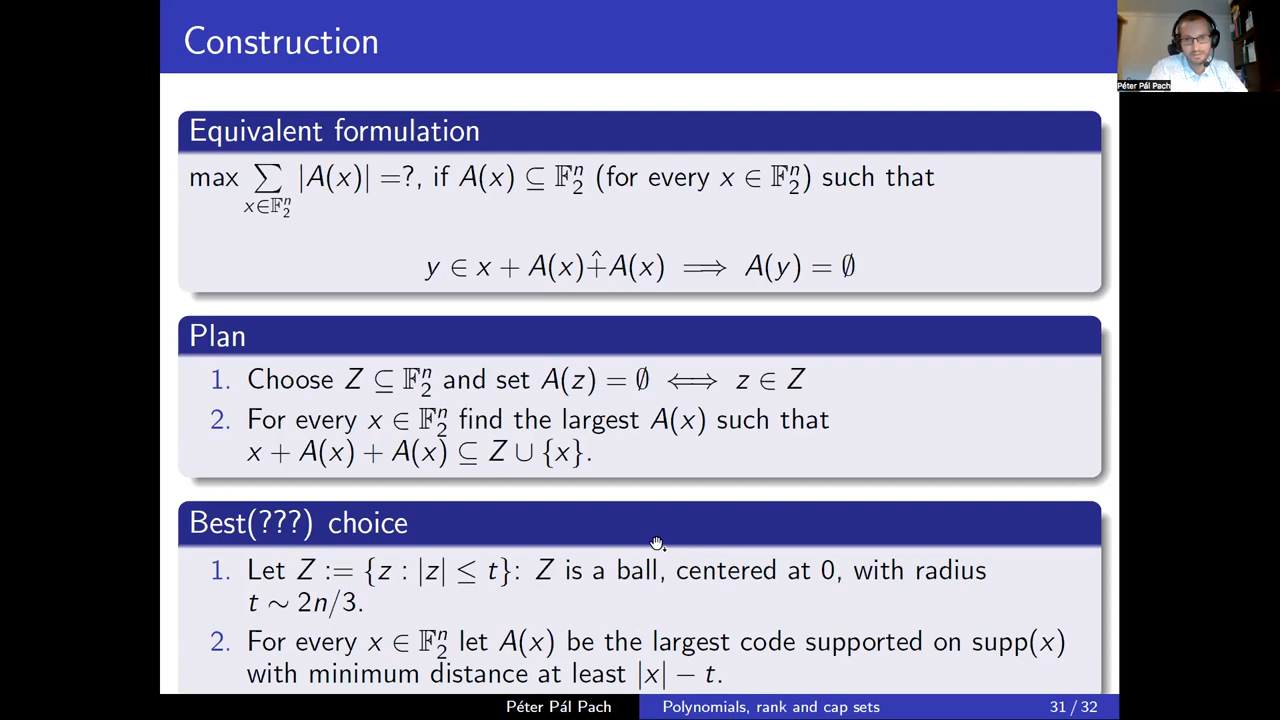 Construction
Péter Pál Pach
Equivalent formulation
max ∑ |A(x)| =?, if A(x) ⊆ 𝔽₂ⁿ (for every x ∈ 𝔽₂ⁿ) such that
x∈𝔽₂ⁿ
y ∈ x + A(x)+̂A(x) ⟹ A(y) = ∅
Plan
1. Choose Z ⊆ 𝔽₂ⁿ and set A(z) = ∅ ⟺ z ∈ Z
2. For every x ∈ 𝔽₂ⁿ find the largest A(x) such that
x + A(x) + A(x) ⊆ Z ∪ {x}.
Best(???) choice
1. Let Z := {z : |z| ≤ t}: Z is a ball, centered at 0, with radius
t ∼ 2n/3.
2. For every x ∈ 𝔽₂ⁿ let A(x) be the largest code supported on supp(x)
with minimum distance at least |x| − t.
Péter Pál Pach Polynomials, rank and cap sets 31 / 32